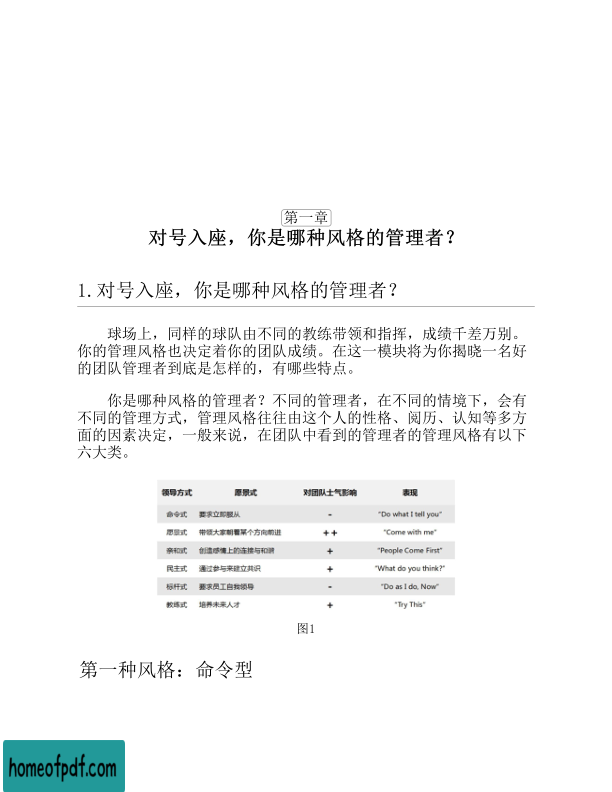 第一章
对号入座，你是哪种风格的管理者？
1.对号入座，你是哪种风格的管理者？
球场上，同样的球队由不同的教练带领和指挥，成绩千差万别。
你的管理风格也决定着你的团队成绩。在这一模块将为你揭晓一名好
的团队管理者到底是怎样的，有哪些特点。
你是哪种风格的管理者？不同的管理者，在不同的情境下，会有
不同的管理方式，管理风格往往由这个人的性格、阅历、认知等多方
面的因素决定，一般来说，在团队中看到的管理者的管理风格有以下
六大类。
领导方式 愿景式 对团队士气影响 表现
命令式 要求立即服从 - "Do what I tell you"
愿景式 带领大家朝着某个方向前进 ++ "Come with me"
亲和式 创造感情上的连接与和谐 + "People Come First"
民主式 通过参与来建立共识 + "What do you think?"
标杆式 要求员工自我领导 - "Do as I do, Now"
教练式 培养未来人才 + "Try This"
图1
第一种风格：命令型
homeofpdf.com